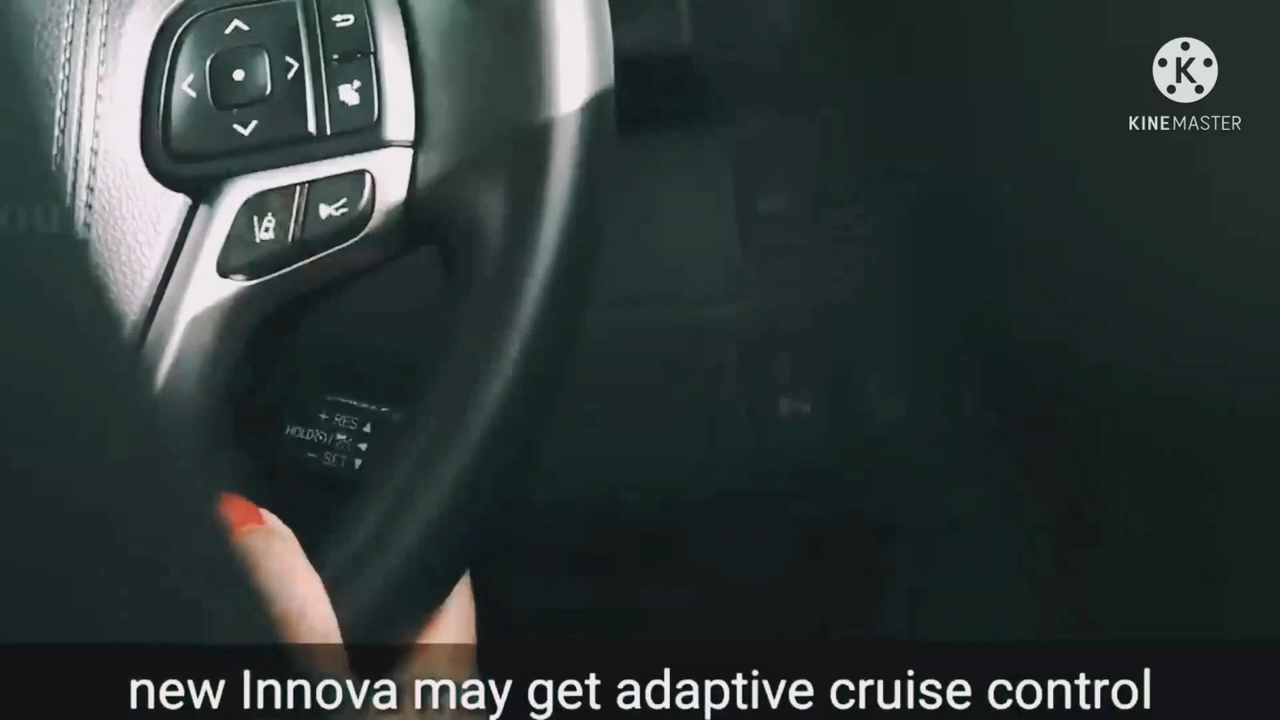 K
KINEMASTER
+ RES ▲
SET ▼
new Innova may get adaptive cruise control